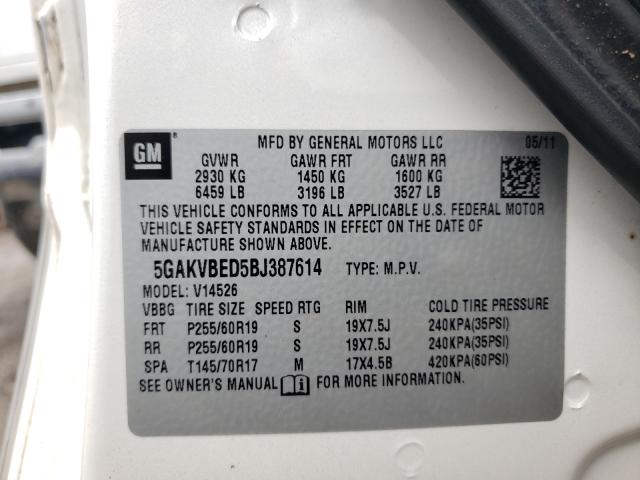 GM
MFD BY GENERAL MOTORS LLC 05/11
GVWR GAWR FRT GAWR RR
2930 KG 1450 KG 1600 KG
6459 LB 3196 LB 3527 LB
THIS VEHICLE CONFORMS TO ALL APPLICABLE U.S. FEDERAL MOTOR
VEHICLE SAFETY STANDARDS IN EFFECT ON THE DATE OF
MANUFACTURE SHOWN ABOVE.
5GAKVBED5BJ387614 TYPE: M.P.V.
MODEL: V14526
VBBG TIRE SIZE SPEED RTG RIM COLD TIRE PRESSURE
FRT P255/60R19 S 19X7.5J 240KPA(35PSI)
RR P255/60R19 S 19X7.5J 240KPA(35PSI)
SPA T145/70R17 M 17X4.5B 420KPA(60PSI)
SEE OWNER'S MANUAL FOR MORE INFORMATION.